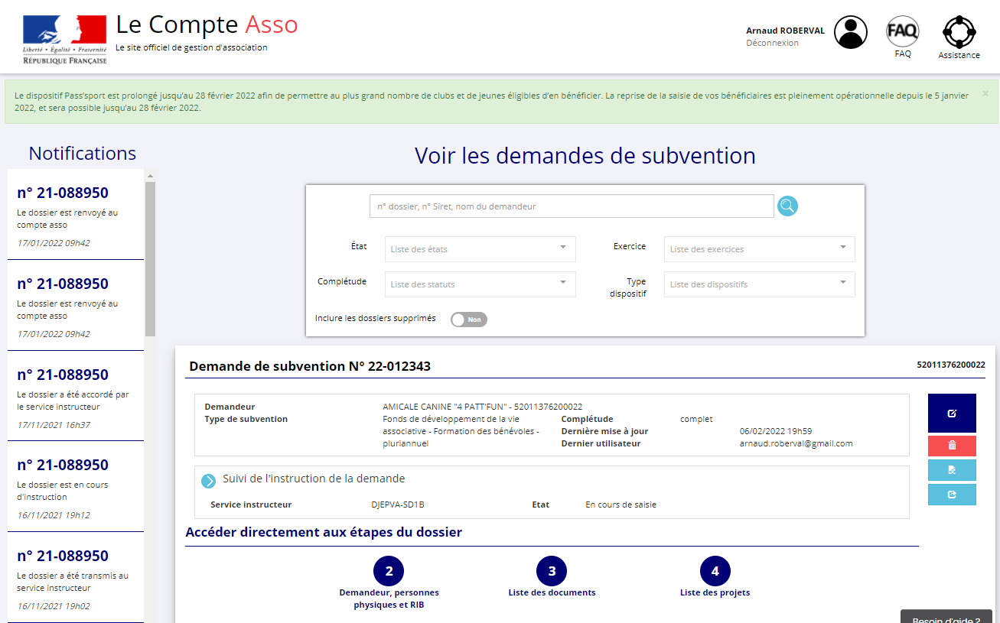 Le Compte Asso
Le site officiel de gestion d'association
Liberté • Égalité • Fraternité
RÉPUBLIQUE FRANÇAISE
Arnaud ROBERVAL
Déconnexion
FAQ
FAQ
Assistance
Le dispositif Pass'sport est prolongé jusqu'au 28 février 2022 afin de permettre au plus grand nombre de clubs et de jeunes éligibles d'en bénéficier. La reprise de la saisie de vos bénéficiaires est pleinement opérationnelle depuis le 5 janvier
2022, et sera possible jusqu'au 28 février 2022.
×
Notifications
n° 21-088950
Le dossier est renvoyé au
compte asso
17/01/2022 09h42
n° 21-088950
Le dossier est renvoyé au
compte asso
17/01/2022 09h42
n° 21-088950
Le dossier a été accordé par
le service instructeur
17/11/2021 16h37
n° 21-088950
Le dossier est en cours
d'instruction
16/11/2021 19h12
n° 21-088950
Le dossier a été transmis au
service instructeur
16/11/2021 19h02
Voir les demandes de subvention
n° dossier, n° Siret, nom du demandeur
État
Liste des états
Exercice
Liste des exercices
Complétude
Liste des statuts
Type
dispositif
Liste des dispositifs
Inclure les dossiers supprimés
Non
Demande de subvention N° 22-012343
52011376200022
Demandeur
AMICALE CANINE "4 PATT'FUN" - 52011376200022
Type de subvention
Fonds de développement de la vie
associative - Formation des bénévoles -
pluriannuel
Complétude
complet
Dernière mise à jour
06/02/2022 19h59
Dernier utilisateur
arnaud.roberval@gmail.com
Suivi de l'instruction de la demande
Service instructeur
DJEPVA-SD1B
Etat
En cours de saisie
Accéder directement aux étapes du dossier
2
Demandeur, personnes
physiques et RIB
3
Liste des documents
4
Liste des projets
Besoin d'aide ?